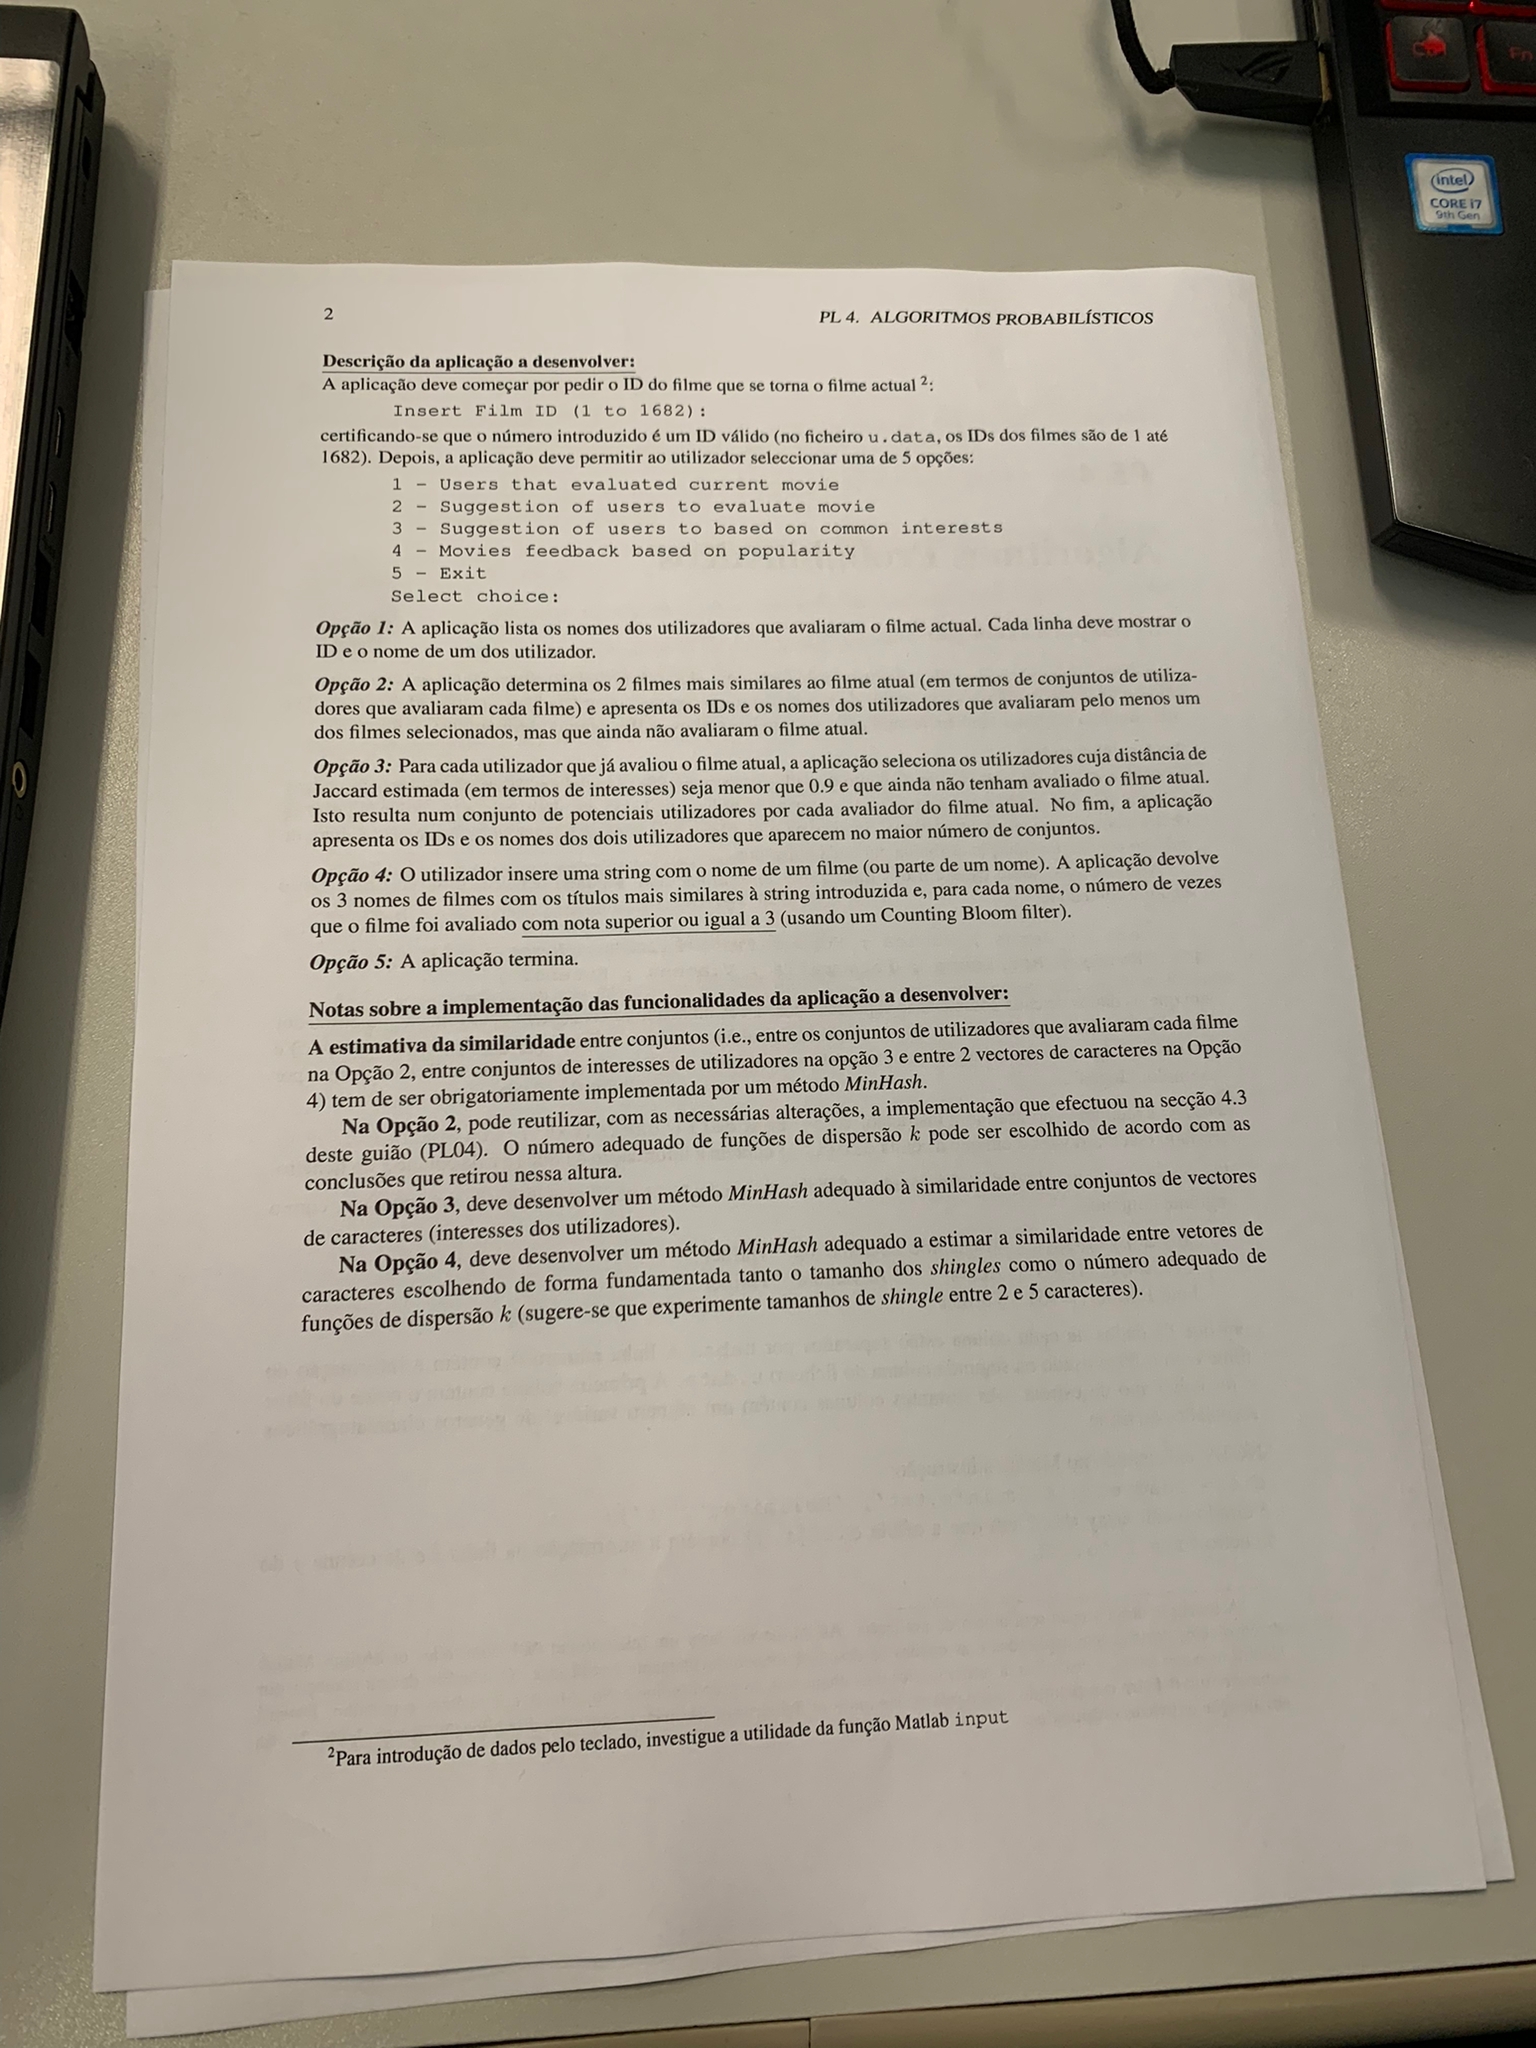 intel
CORE i7
9th Gen
Fn
2
PL 4. ALGORITMOS PROBABILÍSTICOS
Descrição da aplicação a desenvolver:
A aplicação deve começar por pedir o ID do filme que se torna o filme actual ²:
Insert Film ID (1 to 1682):
certificando-se que o número introduzido é um ID válido (no ficheiro u.data, os IDs dos filmes são de 1 até
1682). Depois, a aplicação deve permitir ao utilizador seleccionar uma de 5 opções:
1 - Users that evaluated current movie
2 - Suggestion of users to evaluate movie
3 - Suggestion of users to based on common interests
4 - Movies feedback based on popularity
5 - Exit
Select choice:
Opção 1: A aplicação lista os nomes dos utilizadores que avaliaram o filme actual. Cada linha deve mostrar o
ID e o nome de um dos utilizador.
Opção 2: A aplicação determina os 2 filmes mais similares ao filme atual (em termos de conjuntos de utiliza-
dores que avaliaram cada filme) e apresenta os IDs e os nomes dos utilizadores que avaliaram pelo menos um
dos filmes selecionados, mas que ainda não avaliaram o filme atual.
Opção 3: Para cada utilizador que já avaliou o filme atual, a aplicação seleciona os utilizadores cuja distância de
Jaccard estimada (em termos de interesses) seja menor que 0.9 e que ainda não tenham avaliado o filme atual.
Isto resulta num conjunto de potenciais utilizadores por cada avaliador do filme atual. No fim, a aplicação
apresenta os IDs e os nomes dos dois utilizadores que aparecem no maior número de conjuntos.
Opção 4: O utilizador insere uma string com o nome de um filme (ou parte de um nome). A aplicação devolve
os 3 nomes de filmes com os títulos mais similares à string introduzida e, para cada nome, o número de vezes
que o filme foi avaliado com nota superior ou igual a 3 (usando um Counting Bloom filter).
Opção 5: A aplicação termina.
Notas sobre a implementação das funcionalidades da aplicação a desenvolver:
A estimativa da similaridade entre conjuntos (i.e., entre os conjuntos de utilizadores que avaliaram cada filme
na Opção 2, entre conjuntos de interesses de utilizadores na opção 3 e entre 2 vectores de caracteres na Opção
4) tem de ser obrigatoriamente implementada por um método MinHash.
Na Opção 2, pode reutilizar, com as necessárias alterações, a implementação que efectuou na secção 4.3
deste guião (PL04). O número adequado de funções de dispersão k pode ser escolhido de acordo com as
conclusões que retirou nessa altura.
Na Opção 3, deve desenvolver um método MinHash adequado à similaridade entre conjuntos de vectores
de caracteres (interesses dos utilizadores).
Na Opção 4, deve desenvolver um método MinHash adequado a estimar a similaridade entre vetores de
caracteres escolhendo de forma fundamentada tanto o tamanho dos shingles como o número adequado de
funções de dispersão k (sugere-se que experimente tamanhos de shingle entre 2 e 5 caracteres).
²Para introdução de dados pelo teclado, investigue a utilidade da função Matlab input